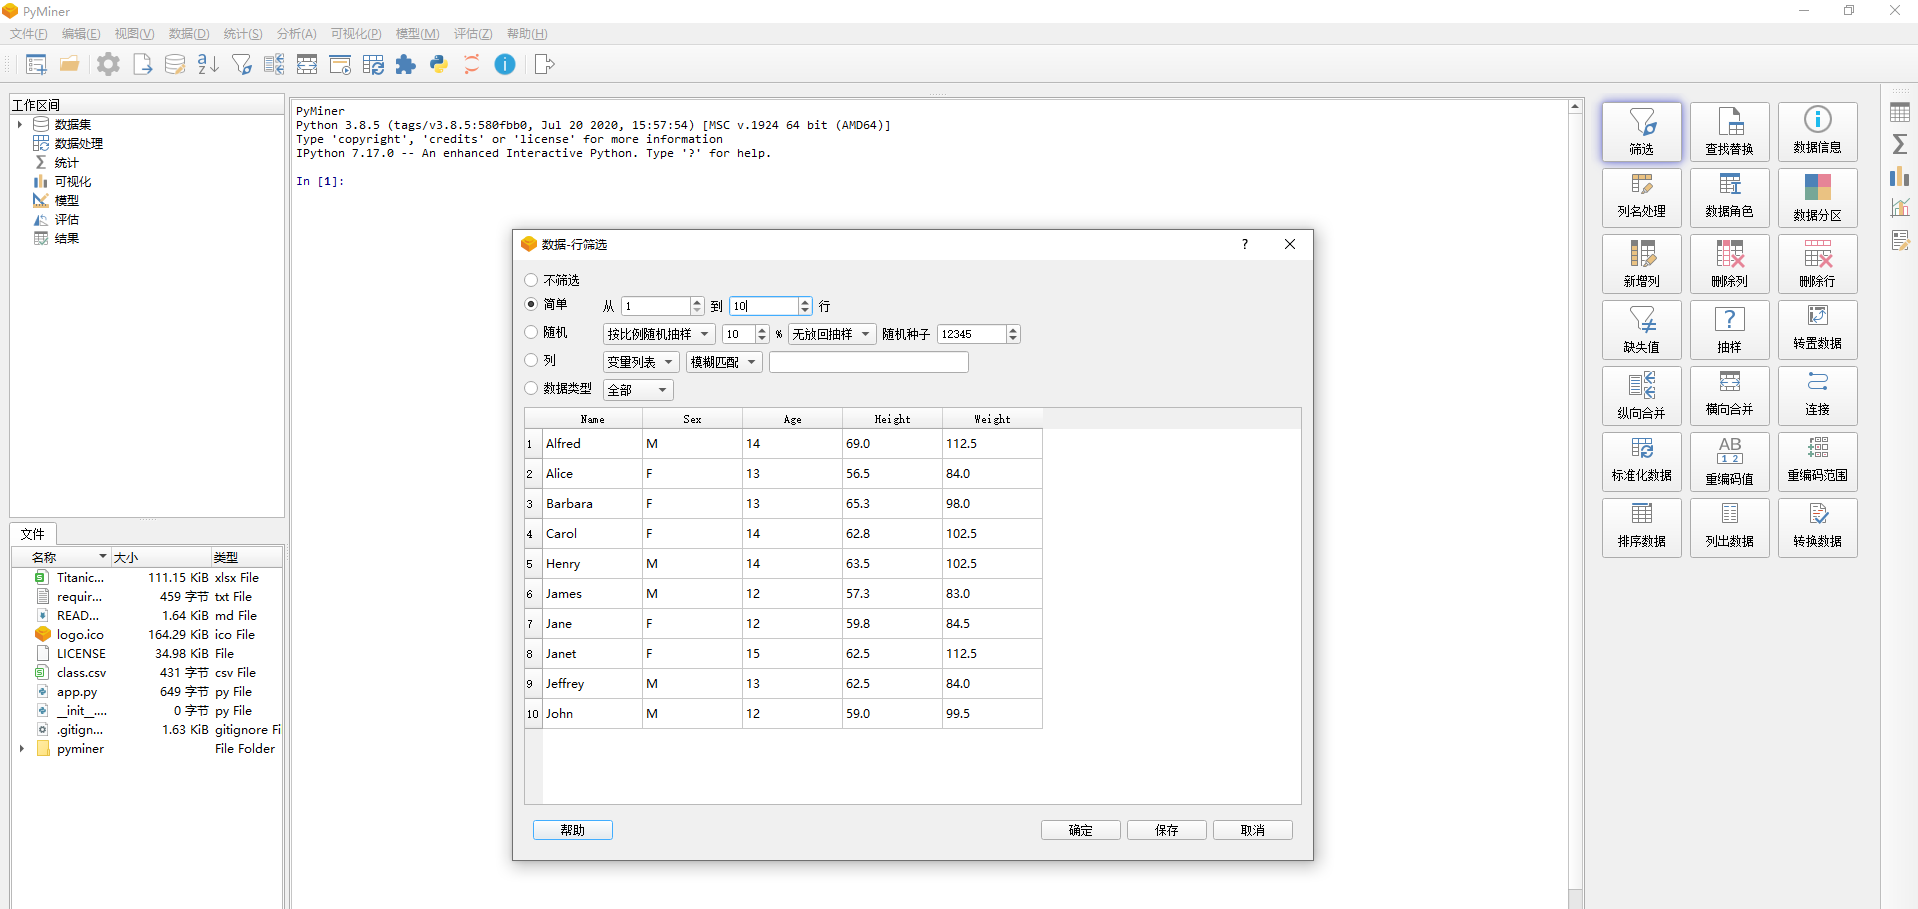 PyMiner
文件(F) 编辑(E) 视图(V) 数据(D) 统计(S) 分析(A) 可视化(P) 模型(M) 评估(Z) 帮助(H)
工作区间
数据集
数据处理
统计
可视化
模型
评估
结果
文件
名称 大小 类型
Titanic... 111.15 KiB xlsx File
requir... 459 字节 txt File
READ... 1.64 KiB md File
logo.ico 164.29 KiB ico File
LICENSE 34.98 KiB File
class.csv 431 字节 csv File
app.py 649 字节 py File
__init__.... 0 字节 py File
.gitign... 1.63 KiB gitignore Fi
pyminer File Folder
PyMiner
Python 3.8.5 (tags/v3.8.5:580fbb0, Jul 20 2020, 15:57:54) [MSC v.1924 64 bit (AMD64)]
Type 'copyright', 'credits' or 'license' for more information
IPython 7.17.0 -- An enhanced Interactive Python. Type '?' for help.
In [1]:
数据-行筛选
不筛选
简单 从 1 到 10 行
随机 按比例随机抽样 10 % 无放回抽样 随机种子 12345
列 变量列表 模糊匹配
数据类型 全部
Name Sex Age Height Weight
1 Alfred M 14 69.0 112.5
2 Alice F 13 56.5 84.0
3 Barbara F 13 65.3 98.0
4 Carol F 14 62.8 102.5
5 Henry M 14 63.5 102.5
6 James M 12 57.3 83.0
7 Jane F 12 59.8 84.5
8 Janet F 15 62.5 112.5
9 Jeffrey M 13 62.5 84.0
10 John M 12 59.0 99.5
帮助 确定 保存 取消
筛选 查找替换 数据信息
列名处理 数据角色 数据分区
新增列 删除列 删除行
缺失值 抽样 转置数据
纵向合并 横向合并 连接
标准化数据 重编码值 重编码范围
排序数据 列出数据 转换数据